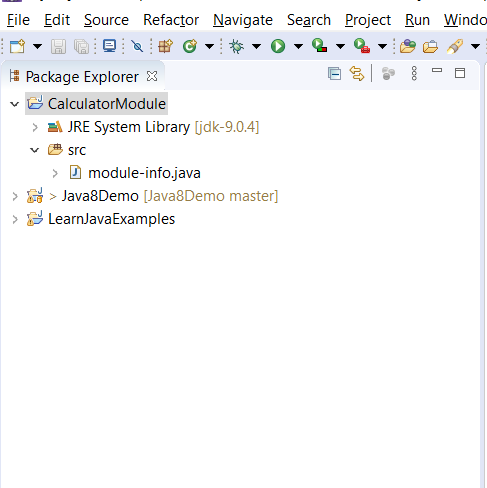 File Edit Source Refactor Navigate Search Project Run Windo
Package Explorer
CalculatorModule
JRE System Library [jdk-9.0.4]
src
module-info.java
> Java8Demo [Java8Demo master]
LearnJavaExamples